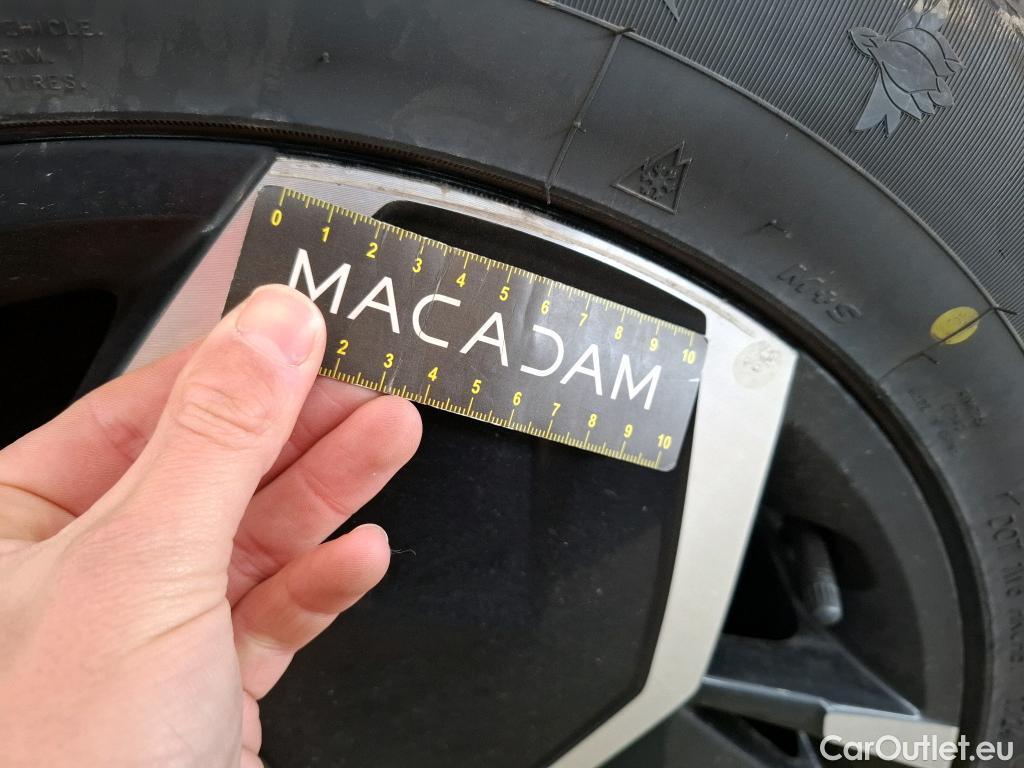 EHICLE.
RIM.
TIRES.
0 1 2 3 4 5 6 7 8 9 10
MACADAM
2 3 4 5 6 7 8 9 10
CarOutlet.eu